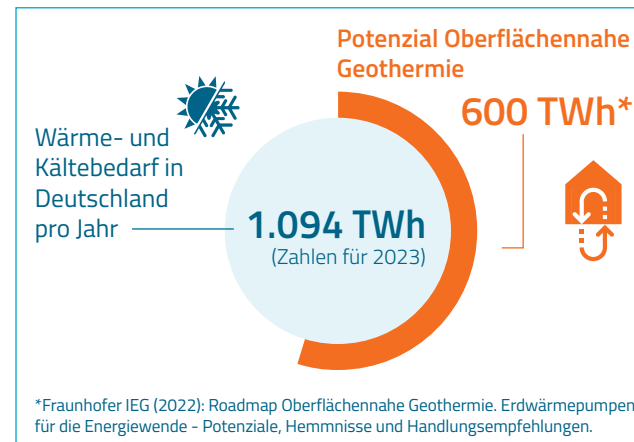 Potenzial Oberflächennahe
Geothermie
600 TWh*
Wärme- und
Kältebedarf in
Deutschland
pro Jahr
1.094 TWh
(Zahlen für 2023)
*Fraunhofer IEG (2022): Roadmap Oberflächennahe Geothermie. Erdwärmepumpen
für die Energiewende - Potenziale, Hemmnisse und Handlungsempfehlungen.